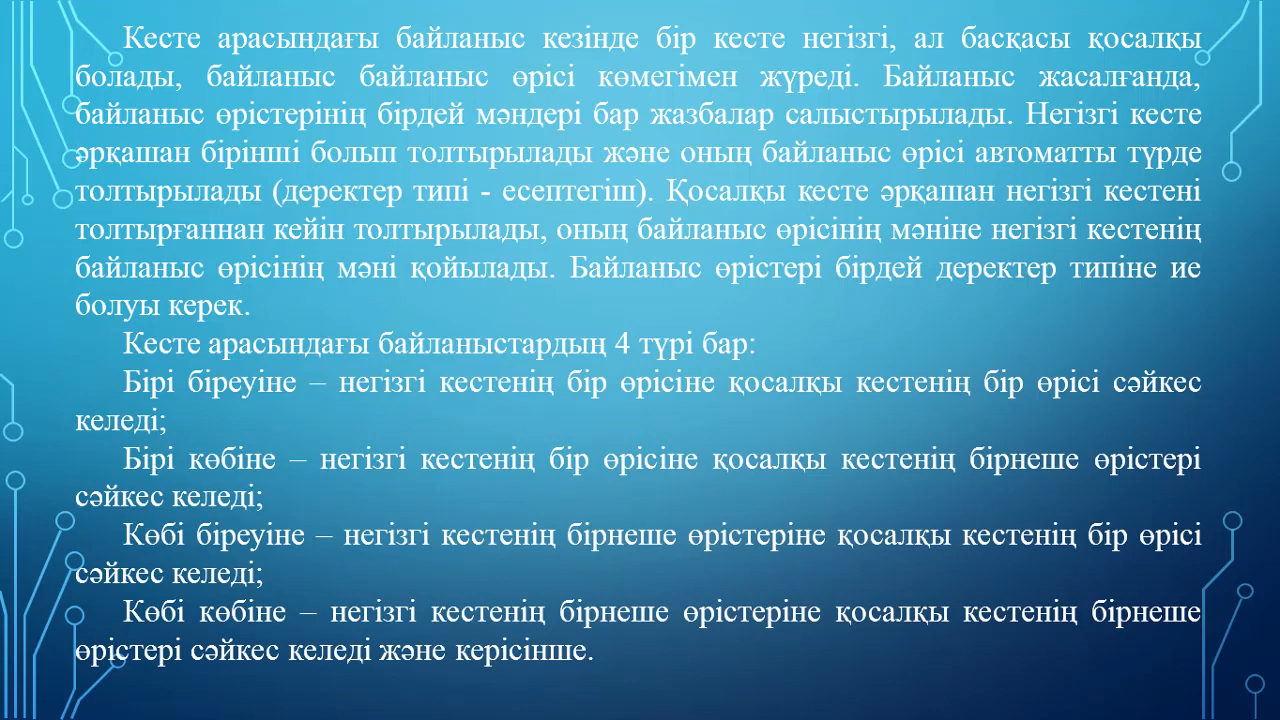 Кесте арасындағы байланыс кезінде бір кесте негізгі, ал басқасы қосалқы
болады, байланыс байланыс өрісі көмегімен жүреді. Байланыс жасалғанда,
байланыс өрістерінің бірдей мәндері бар жазбалар салыстырылады. Негізгі кесте
әрқашан бірінші болып толтырылады және оның байланыс өрісі автоматты түрде
толтырылады (деректер типі - есептегіш). Қосалқы кесте әрқашан негізгі кестені
толтырғаннан кейін толтырылады, оның байланыс өрісінің мәніне негізгі кестенің
байланыс өрісінің мәні қойылады. Байланыс өрістері бірдей деректер типіне ие
болуы керек.
Кесте арасындағы байланыстардың 4 түрі бар:
Бірі біреуіне – негізгі кестенің бір өрісіне қосалқы кестенің бір өрісі сәйкес
келеді;
Бірі көбіне – негізгі кестенің бір өрісіне қосалқы кестенің бірнеше өрістері
сәйкес келеді;
Көбі біреуіне – негізгі кестенің бірнеше өрістеріне қосалқы кестенің бір өрісі
сәйкес келеді;
Көбі көбіне – негізгі кестенің бірнеше өрістеріне қосалқы кестенің бірнеше
өрістері сәйкес келеді және керісінше.